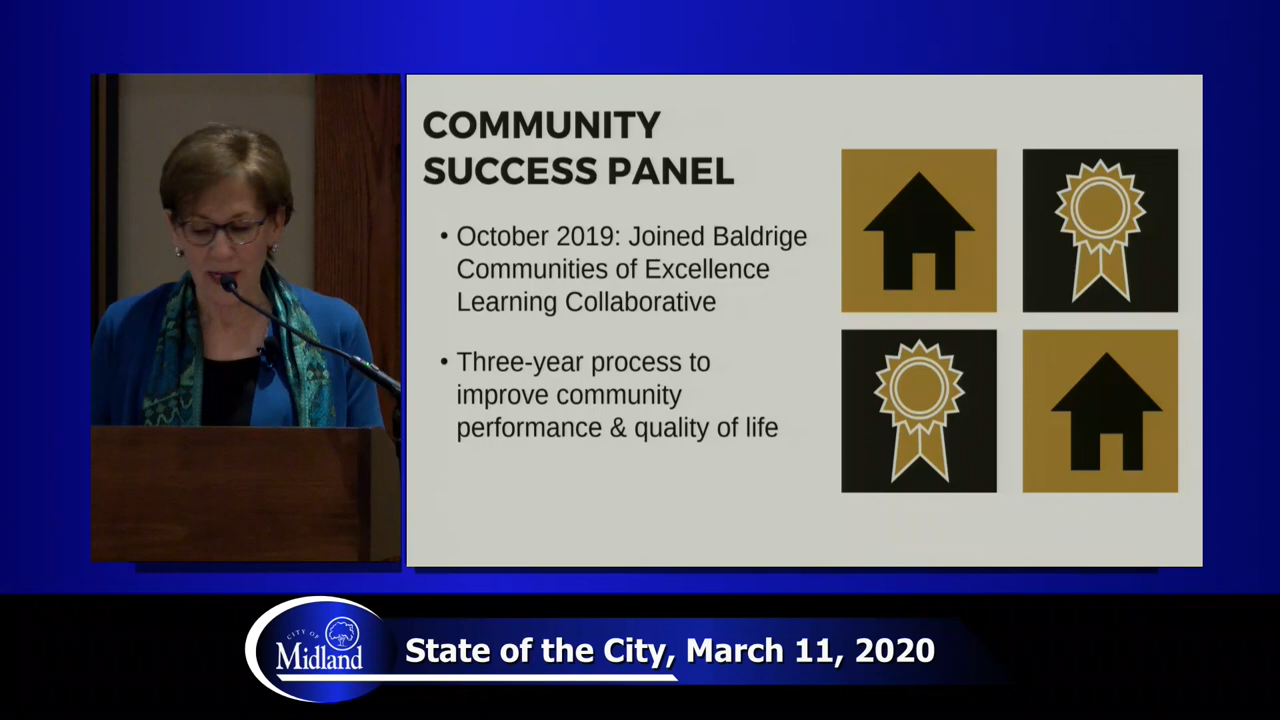 COMMUNITY
SUCCESS PANEL
• October 2019: Joined Baldrige
Communities of Excellence
Learning Collaborative
• Three-year process to
improve community
performance & quality of life
CITY OF
Midland
State of the City, March 11, 2020